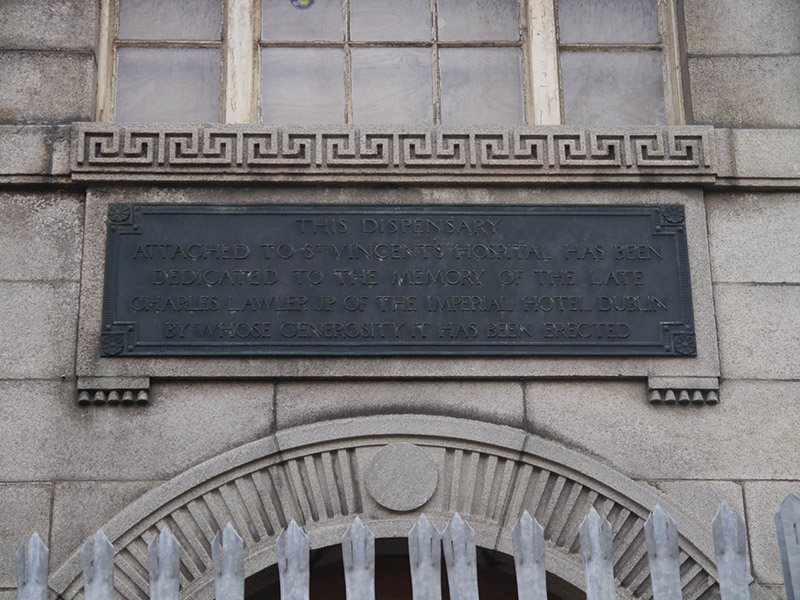 THIS DISPENSARY
ATTACHED TO ST VINCENT'S HOSPITAL HAS BEEN
DEDICATED TO THE MEMORY OF THE LATE
CHARLES LAWLER JP OF THE IMPERIAL HOTEL DUBLIN
BY WHOSE GENEROSITY IT HAS BEEN ERECTED